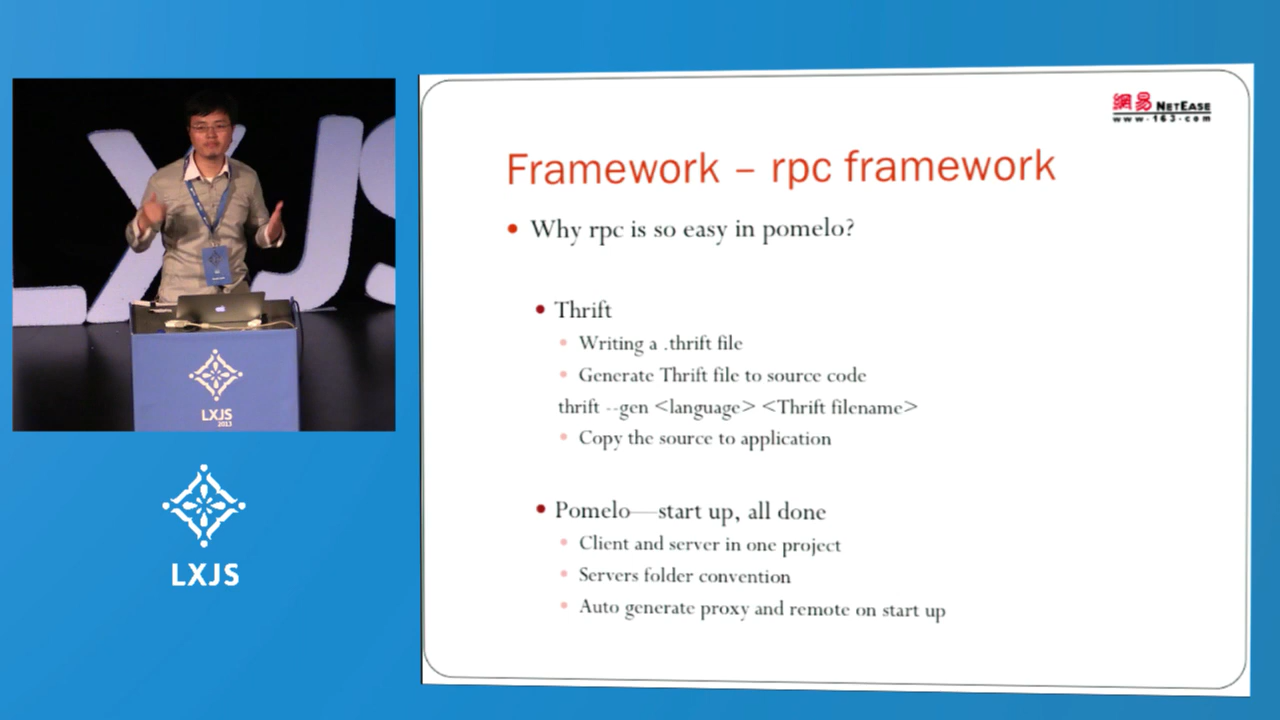 LXJS
LXJS
2013
LXJS
網易 NETEASE
www.163.com
Framework – rpc framework
• Why rpc is so easy in pomelo?
• Thrift
• Writing a .thrift file
• Generate Thrift file to source code
thrift --gen <language> <Thrift filename>
• Copy the source to application
• Pomelo—start up, all done
• Client and server in one project
• Servers folder convention
• Auto generate proxy and remote on start up